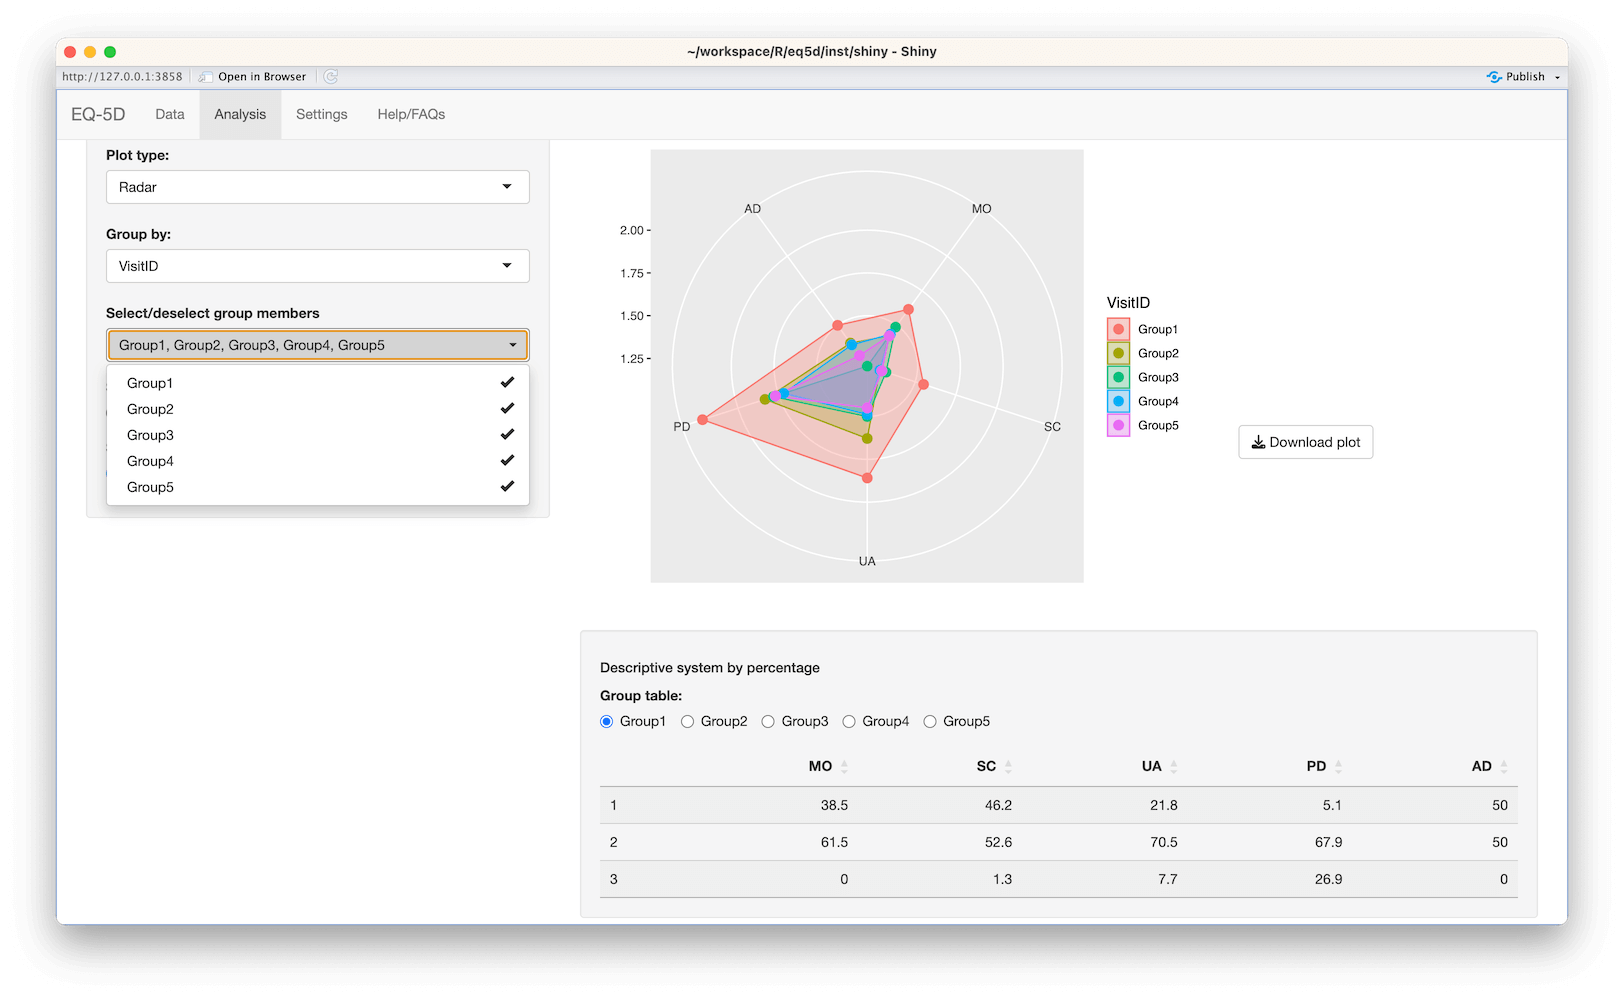 ~/workspace/R/eq5d/inst/shiny - Shiny
http://127.0.0.1:3858 Open in Browser Publish
EQ-5D Data Analysis Settings Help/FAQs
Plot type:
Radar
Group by:
VisitID
Select/deselect group members
Group1, Group2, Group3, Group4, Group5
Group1
Group2
Group3
Group4
Group5
AD
MO
2.00
1.75
1.50
1.25
PD
SC
UA
VisitID
Group1
Group2
Group3
Group4
Group5
Download plot
Descriptive system by percentage
Group table:
Group1 Group2 Group3 Group4 Group5
MO SC UA PD AD
1 38.5 46.2 21.8 5.1 50
2 61.5 52.6 70.5 67.9 50
3 0 1.3 7.7 26.9 0